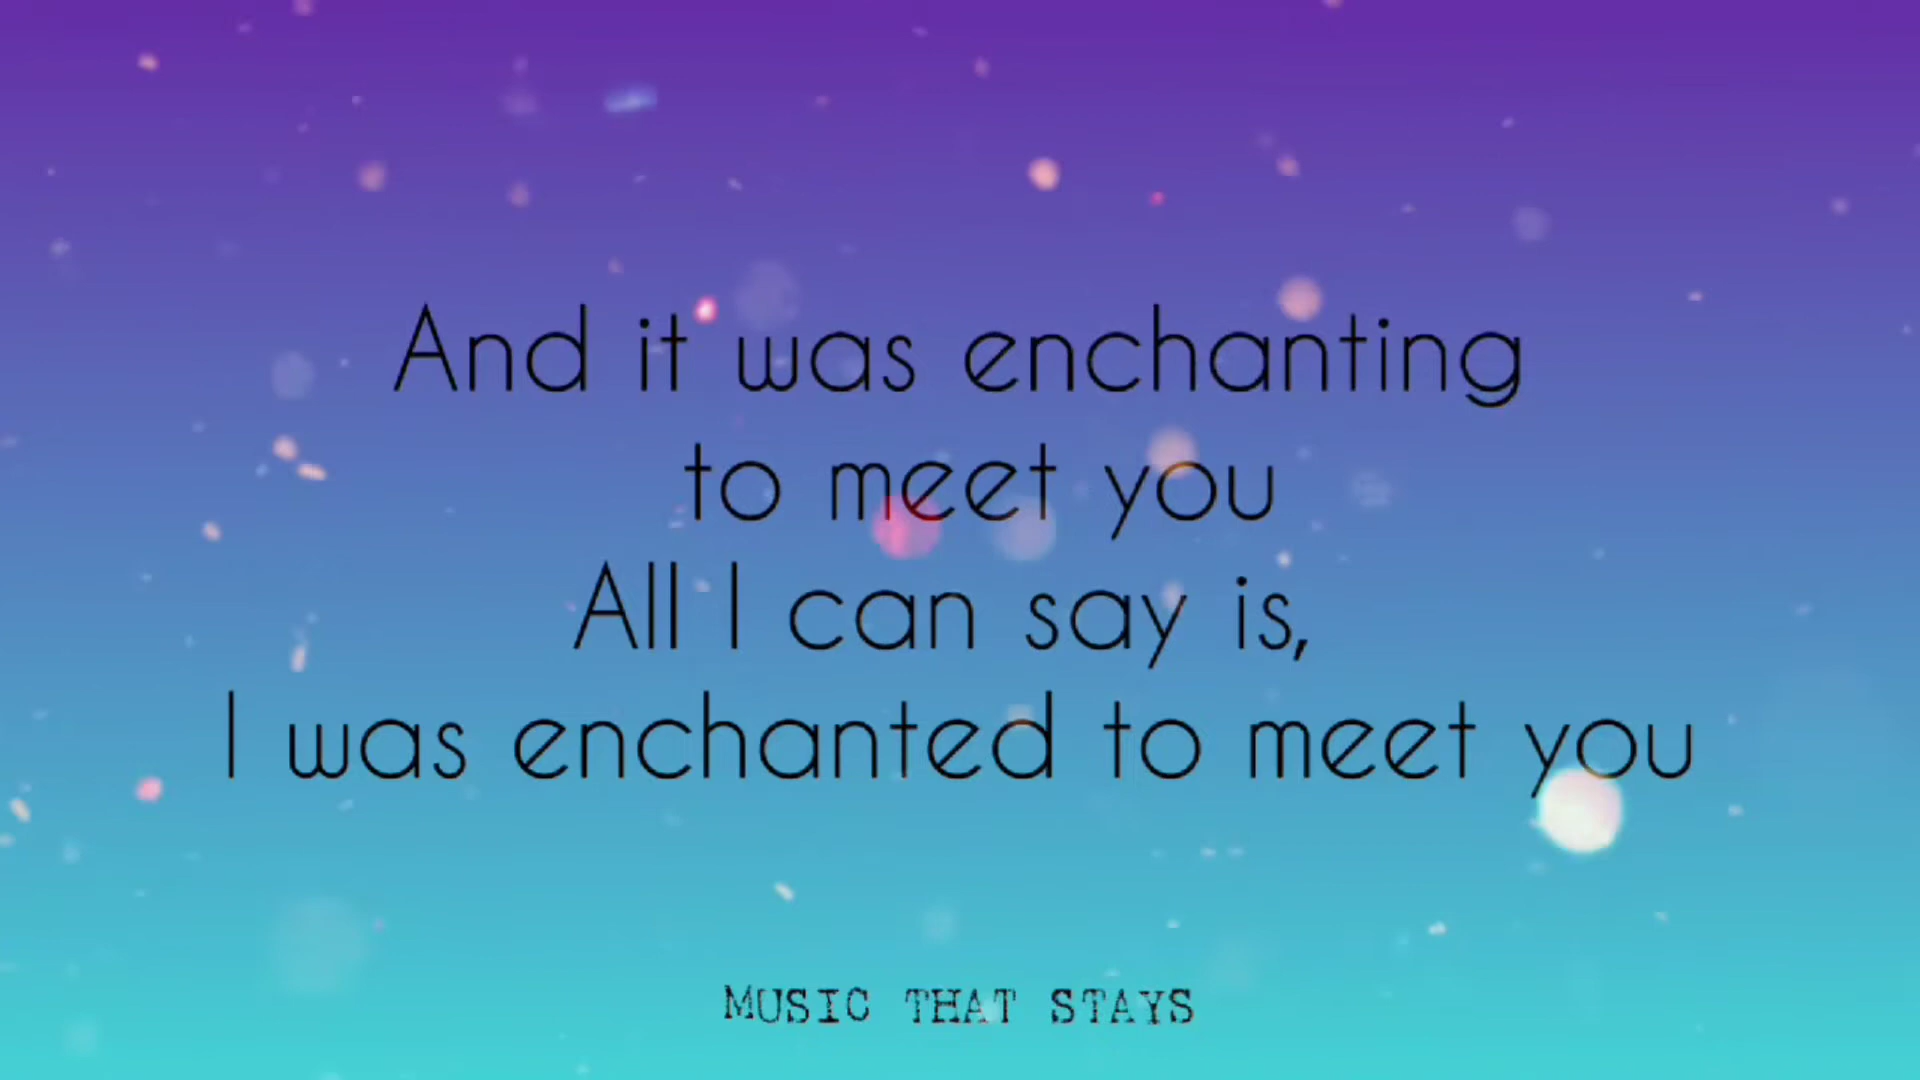 And it was enchanting
to meet you
All I can say is,
I was enchanted to meet you
MUSIC THAT STAYS